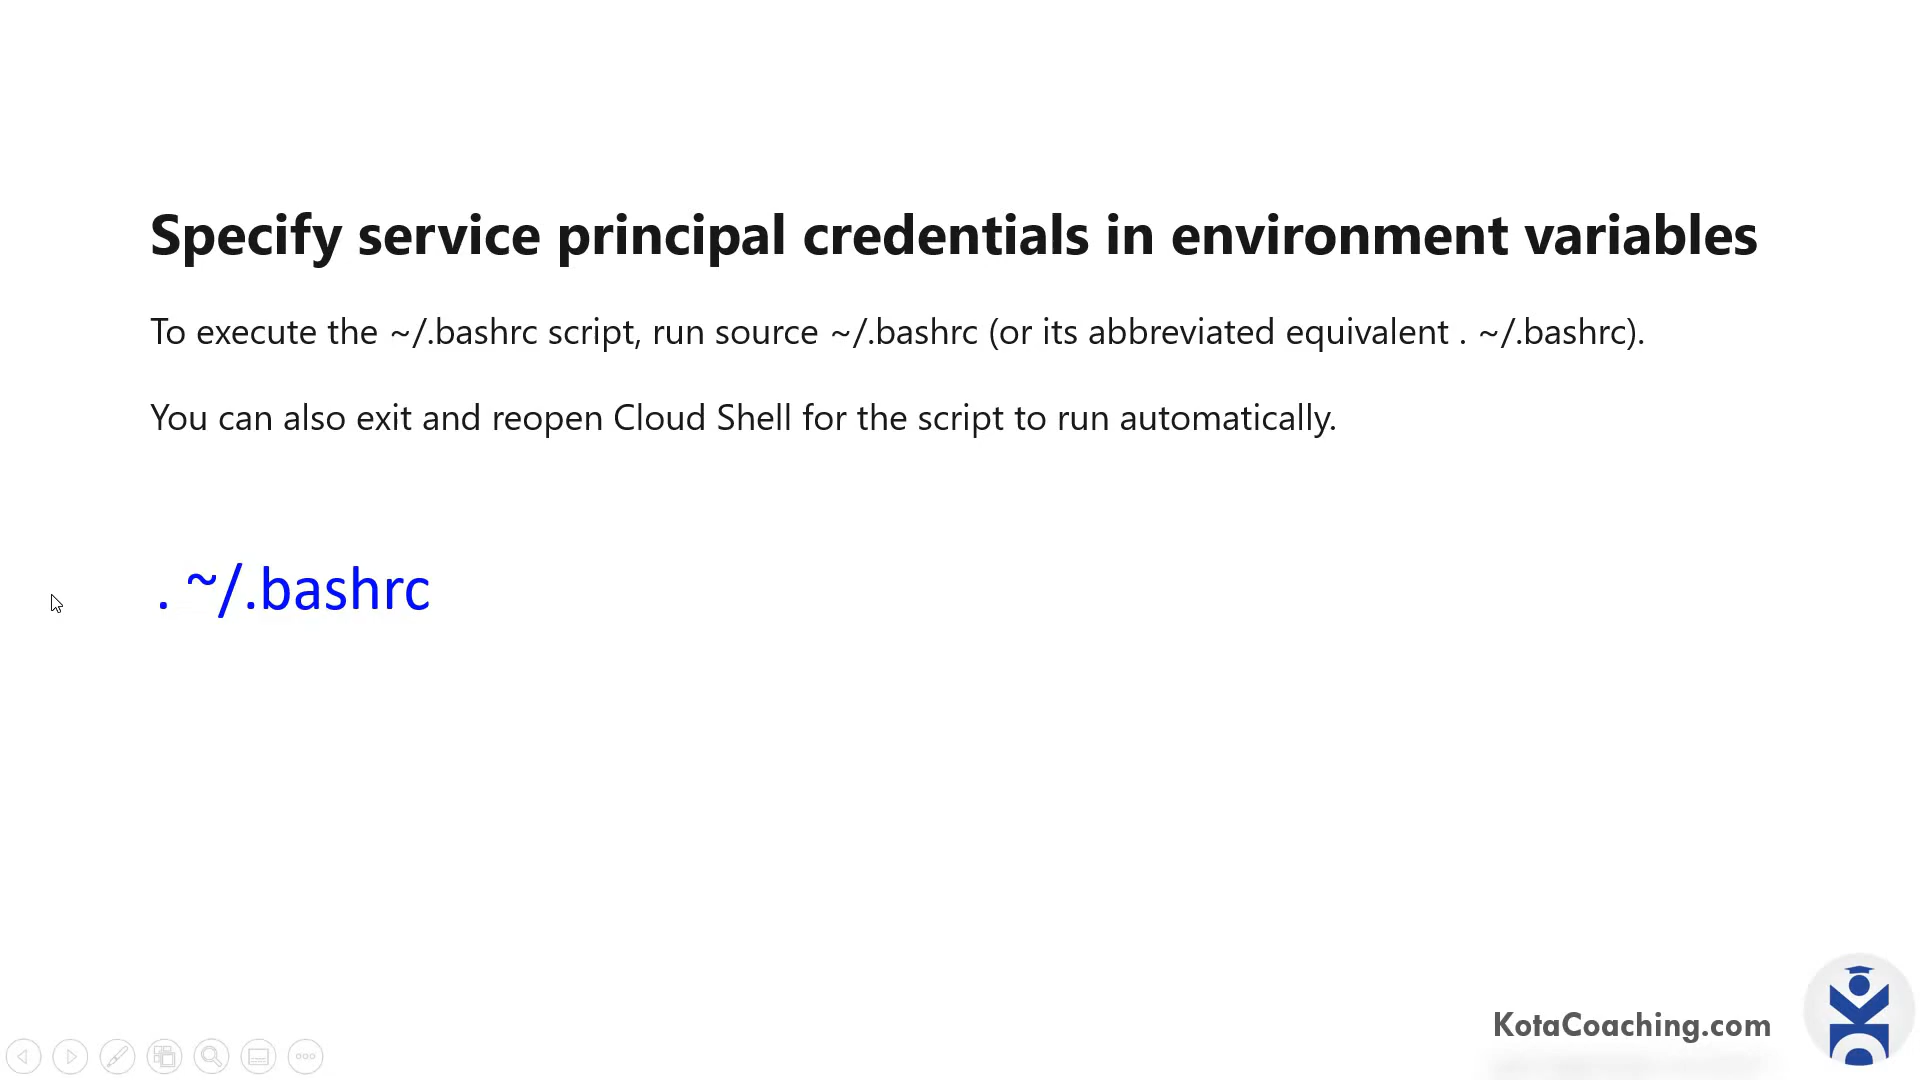 Specify service principal credentials in environment variables
To execute the ~/.bashrc script, run source ~/.bashrc (or its abbreviated equivalent . ~/.bashrc).
You can also exit and reopen Cloud Shell for the script to run automatically.
. ~/.bashrc
KotaCoaching.com